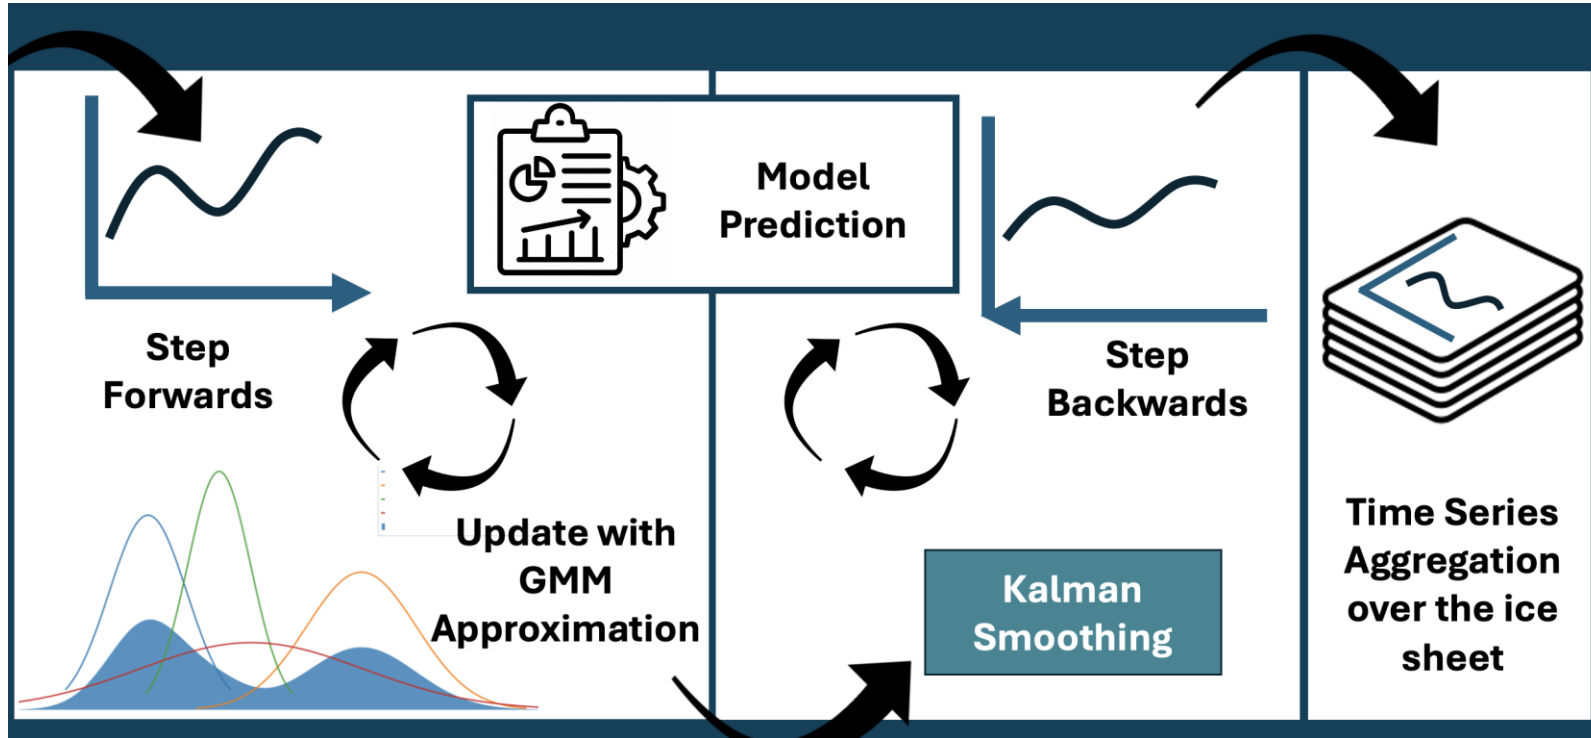 Model
Prediction
Step
Forwards
Update with
GMM
Approximation
Step
Backwards
Kalman
Smoothing
Time Series
Aggregation
over the ice
sheet